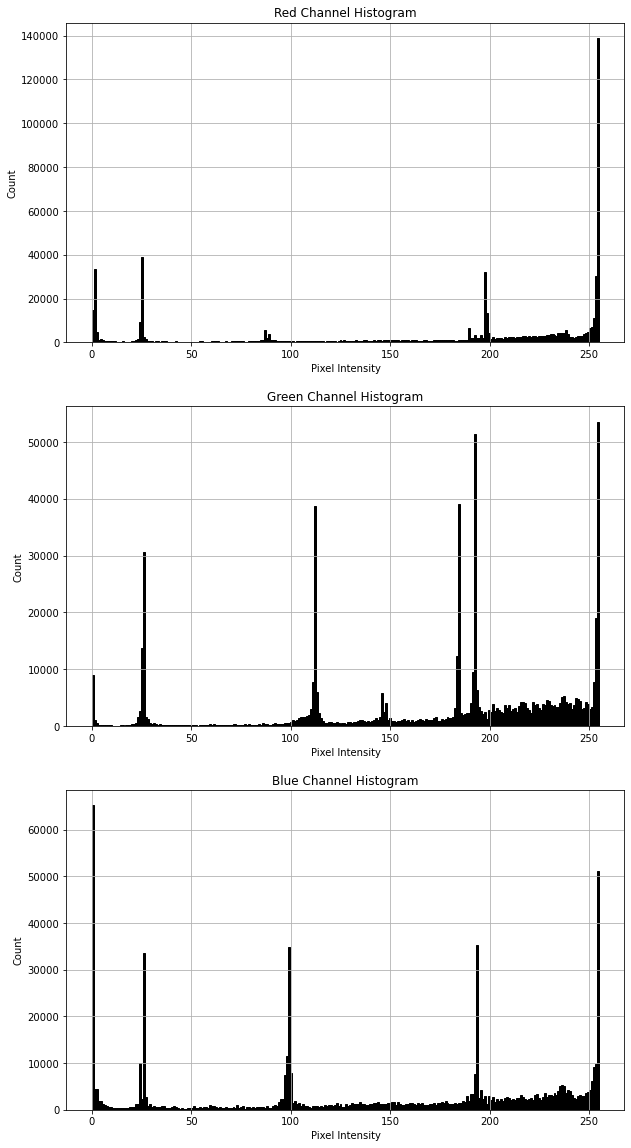 Red Channel Histogram
140000
120000
100000
80000
60000
40000
20000
0
Count
0 50 100 150 200 250
Pixel Intensity
Green Channel Histogram
50000
40000
30000
20000
10000
0
Count
0 50 100 150 200 250
Pixel Intensity
Blue Channel Histogram
60000
50000
40000
30000
20000
10000
0
Count
0 50 100 150 200 250
Pixel Intensity